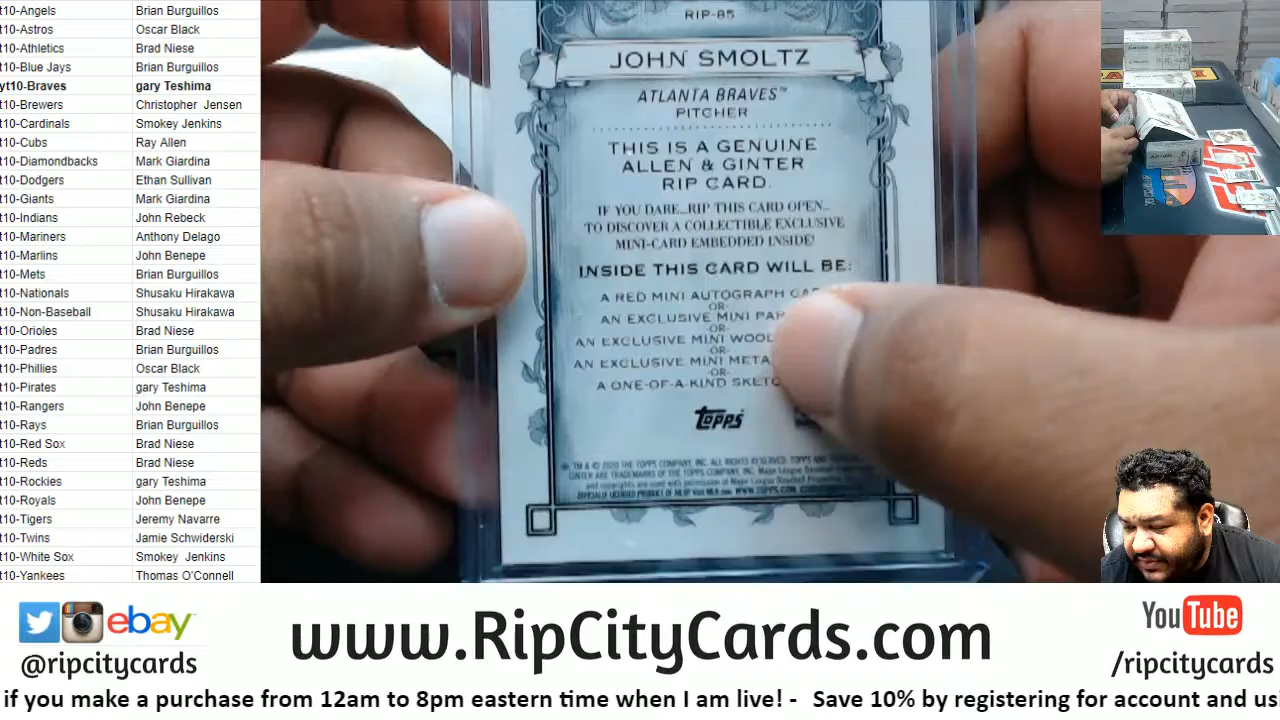 t10-Angels Brian Burguillos
t10-Astros Oscar Black
t10-Athletics Brad Niese
t10-Blue Jays Brian Burguillos
yt10-Braves gary Teshima
t10-Brewers Christopher Jensen
t10-Cardinals Smokey Jenkins
t10-Cubs Ray Allen
t10-Diamondbacks Mark Giardina
t10-Dodgers Ethan Sullivan
t10-Giants Mark Giardina
t10-Indians John Rebeck
t10-Mariners Anthony Delago
t10-Marlins John Benepe
t10-Mets Brian Burguillos
t10-Nationals Shusaku Hirakawa
t10-Non-Baseball Shusaku Hirakawa
t10-Orioles Brad Niese
t10-Padres Brian Burguillos
t10-Phillies Oscar Black
t10-Pirates gary Teshima
t10-Rangers John Benepe
t10-Rays Brian Burguillos
t10-Red Sox Brad Niese
t10-Reds Brad Niese
t10-Rockies gary Teshima
t10-Royals John Benepe
t10-Tigers Jeremy Navarre
t10-Twins Jamie Schwiderski
t10-White Sox Smokey Jenkins
t10-Yankees Thomas O'Connell
RIP-85
JOHN SMOLTZ
ATLANTA BRAVES™
PITCHER
THIS IS A GENUINE
ALLEN & GINTER
RIP CARD.
IF YOU DARE...RIP THIS CARD OPEN...
TO DISCOVER A COLLECTIBLE EXCLUSIVE
MINI-CARD EMBEDDED INSIDE!
INSIDE THIS CARD WILL BE:
A RED MINI AUTOGRAPH
-OR-
AN EXCLUSIVE MINI
-OR-
AN EXCLUSIVE MINI WOOD
-OR-
AN EXCLUSIVE MINI
-OR-
A ONE-OF-A-KIND
Topps
ebay
@ripcitycards
www.RipCityCards.com
YouTube
/ripcitycards
if you make a purchase from 12am to 8pm eastern time when I am live! - Save 10% by registering for account and